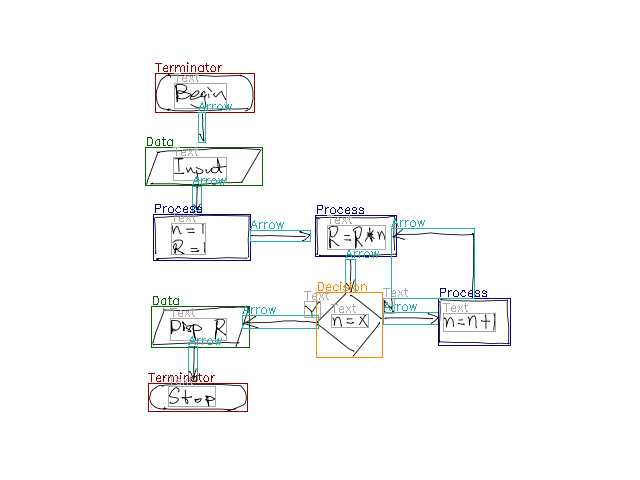 Terminator
Text
Begin
Arrow
Data
Text
Input
Arrow
Process
Text
n=1
R=1
Arrow
Process
Text
R=R*n
Arrow
Arrow
Decision
Text
n=x
Text
Y
Arrow
Text
N
Arrow
Process
Text
n=n+1
Data
Text
Disp R
Arrow
Terminator
Text
Stop